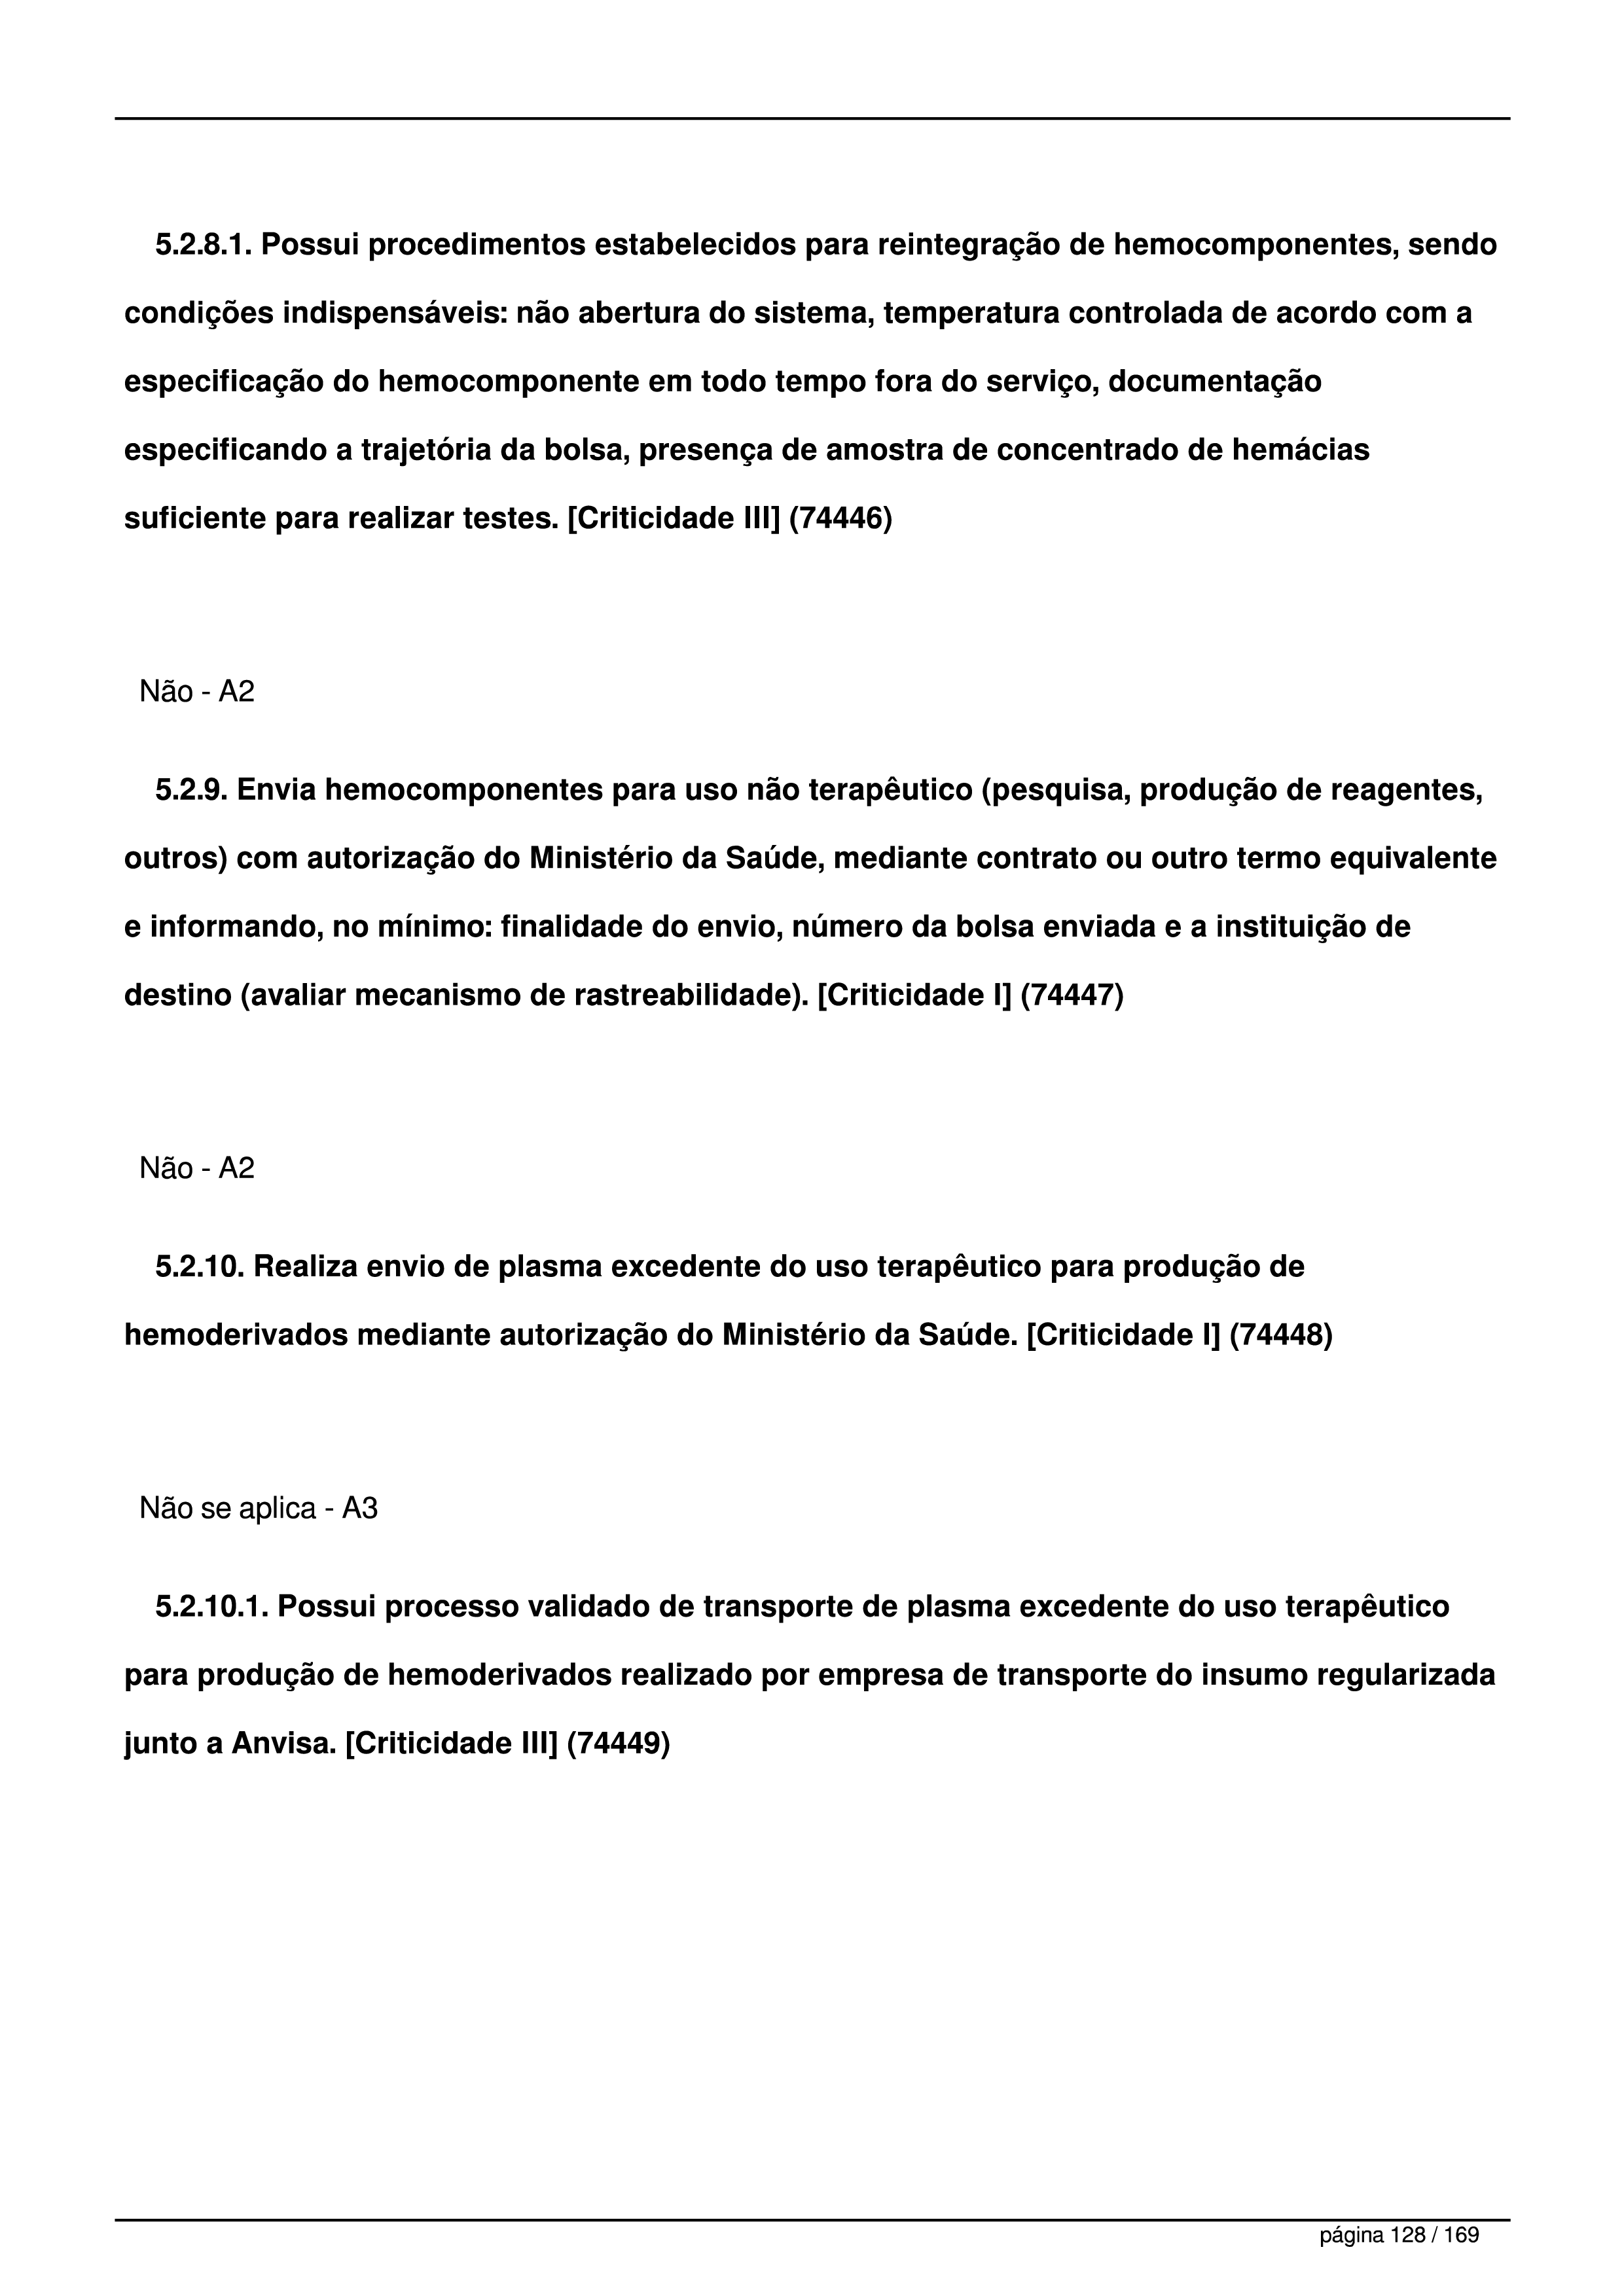 5.2.8.1. Possui procedimentos estabelecidos para reintegração de hemocomponentes, sendo
condições indispensáveis: não abertura do sistema, temperatura controlada de acordo com a
especificação do hemocomponente em todo tempo fora do serviço, documentação
especificando a trajetória da bolsa, presença de amostra de concentrado de hemácias
suficiente para realizar testes. [Criticidade III] (74446)
Não - A2
5.2.9. Envia hemocomponentes para uso não terapêutico (pesquisa, produção de reagentes,
outros) com autorização do Ministério da Saúde, mediante contrato ou outro termo equivalente
e informando, no mínimo: finalidade do envio, número da bolsa enviada e a instituição de
destino (avaliar mecanismo de rastreabilidade). [Criticidade I] (74447)
Não - A2
5.2.10. Realiza envio de plasma excedente do uso terapêutico para produção de
hemoderivados mediante autorização do Ministério da Saúde. [Criticidade I] (74448)
Não se aplica - A3
5.2.10.1. Possui processo validado de transporte de plasma excedente do uso terapêutico
para produção de hemoderivados realizado por empresa de transporte do insumo regularizada
junto a Anvisa. [Criticidade III] (74449)
página 128 / 169